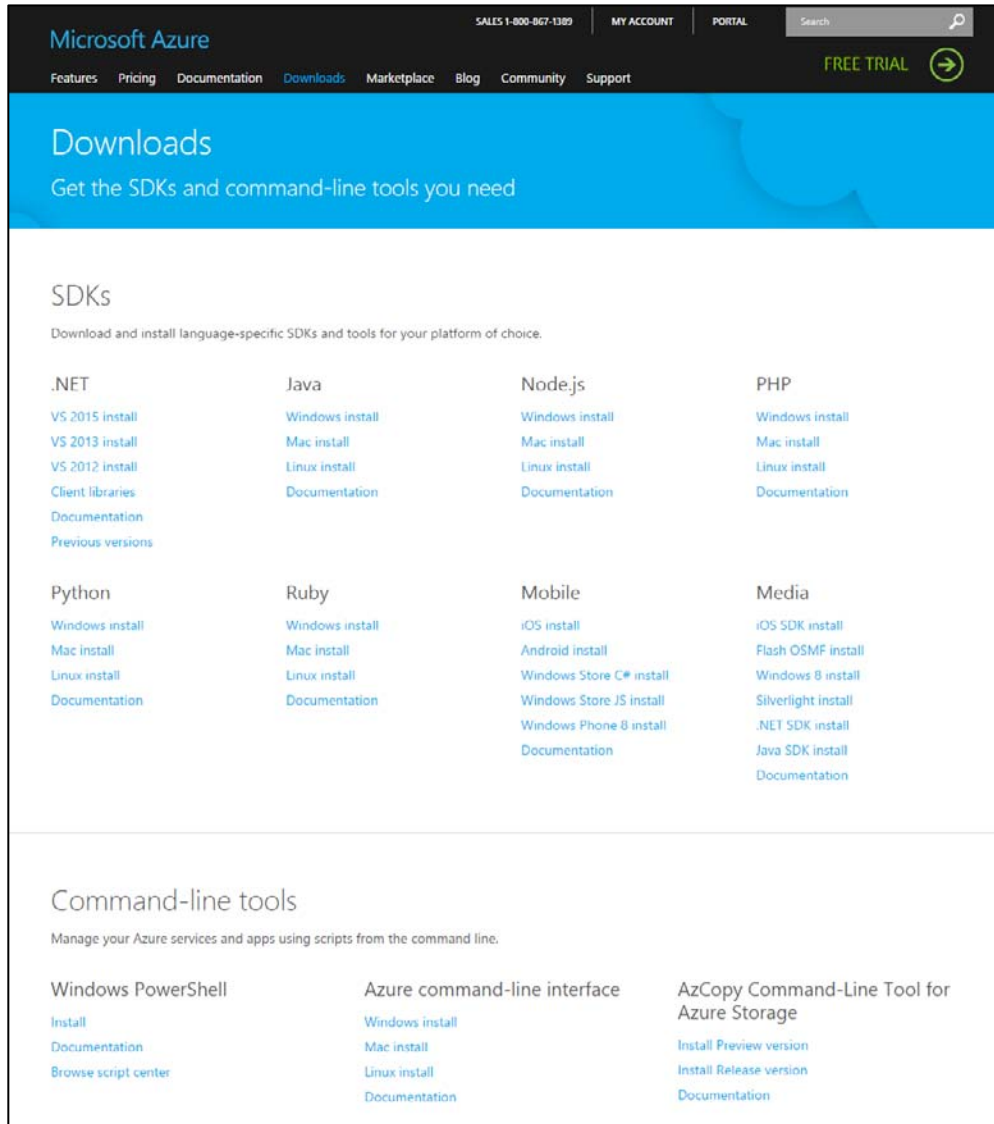 SALES 1-800-867-1389 MY ACCOUNT PORTAL Search
Microsoft Azure
FREE TRIAL
Features Pricing Documentation Downloads Marketplace Blog Community Support
Downloads
Get the SDKs and command-line tools you need
SDKs
Download and install language-specific SDKs and tools for your platform of choice.
.NET
VS 2015 install
VS 2013 install
VS 2012 install
Client libraries
Documentation
Previous versions
Java
Windows install
Mac install
Linux install
Documentation
Node.js
Windows install
Mac install
Linux install
Documentation
PHP
Windows install
Mac install
Linux install
Documentation
Python
Windows install
Mac install
Linux install
Documentation
Ruby
Windows install
Mac install
Linux install
Documentation
Mobile
iOS install
Android install
Windows Store C# install
Windows Store JS install
Windows Phone 8 install
Documentation
Media
iOS SDK install
Flash OSMF install
Windows 8 install
Silverlight install
.NET SDK install
Java SDK install
Documentation
Command-line tools
Manage your Azure services and apps using scripts from the command line.
Windows PowerShell
Install
Documentation
Browse script center
Azure command-line interface
Windows install
Mac install
Linux install
Documentation
AzCopy Command-Line Tool for
Azure Storage
Install Preview version
Install Release version
Documentation